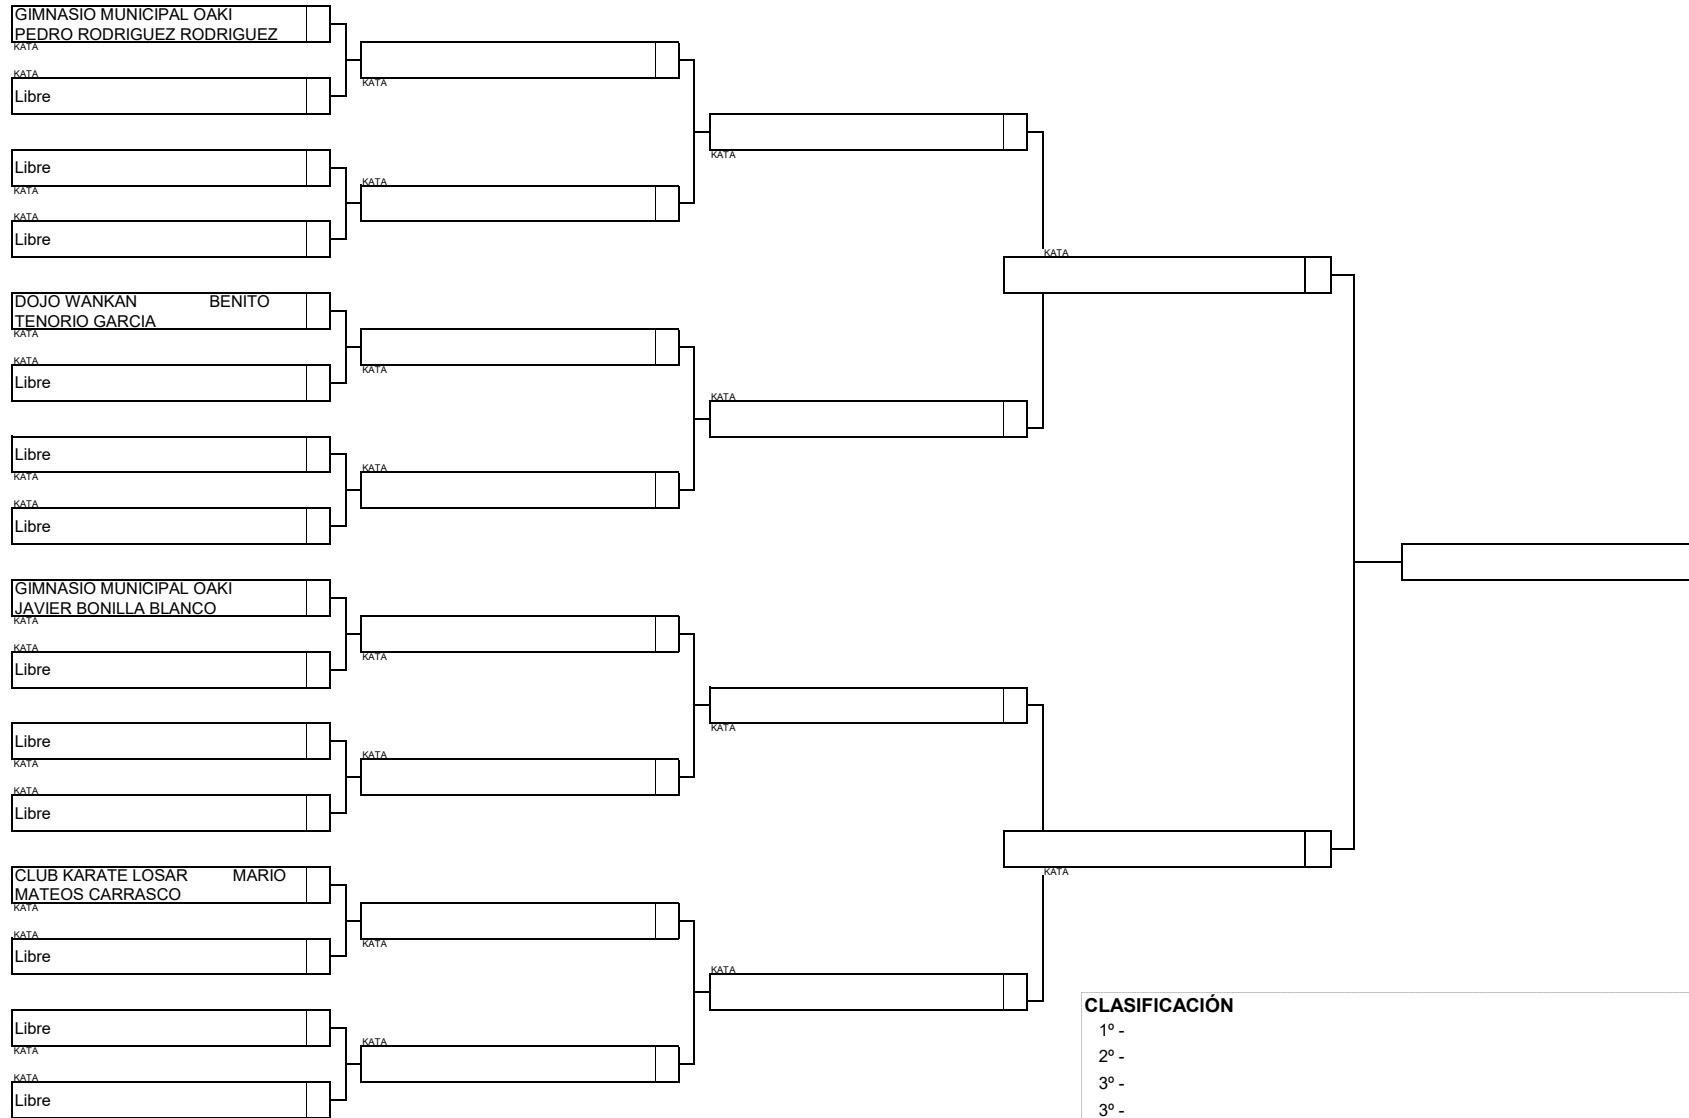 GIMNASIO MUNICIPAL OAKI
PEDRO RODRIGUEZ RODRIGUEZ
KATA
KATA
Libre
Libre
KATA
KATA
Libre
DOJO WANKAN BENITO
TENORIO GARCIA
KATA
KATA
Libre
Libre
KATA
KATA
Libre
GIMNASIO MUNICIPAL OAKI
JAVIER BONILLA BLANCO
KATA
KATA
Libre
Libre
KATA
KATA
Libre
CLUB KARATE LOSAR MARIO
MATEOS CARRASCO
KATA
KATA
Libre
Libre
KATA
KATA
Libre
KATA
KATA
KATA
KATA
KATA
KATA
KATA
KATA
KATA
KATA
KATA
KATA
KATA
KATA
CLASIFICACIÓN
1º -
2º -
3º -
3º -